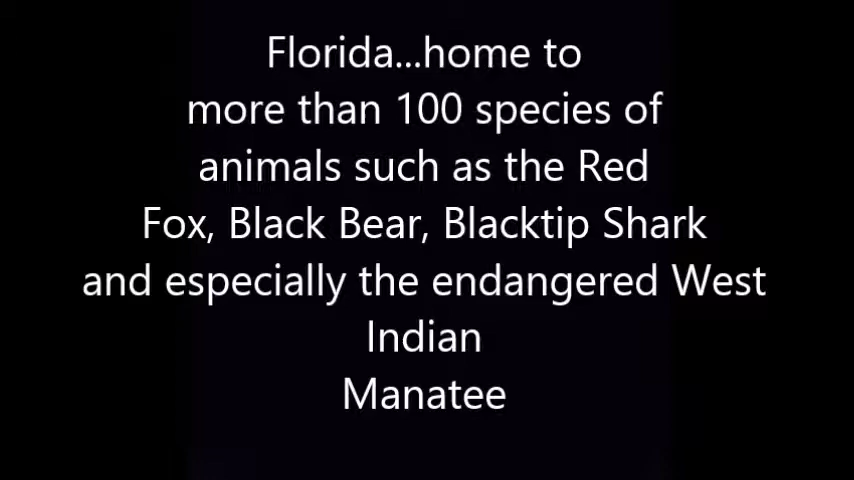 Florida...home to
more than 100 species of
animals such as the Red
Fox, Black Bear, Blacktip Shark
and especially the endangered West
Indian
Manatee